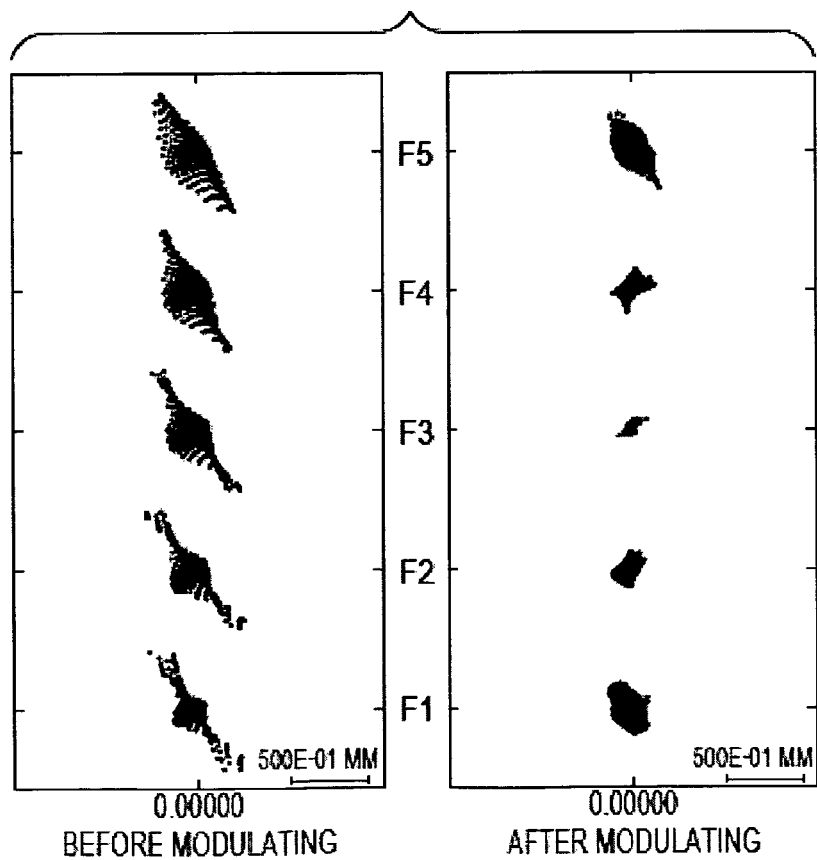 F5
F4
F3
F2
F1
500E-01 MM
500E-01 MM
0.00000
0.00000
BEFORE MODULATING
AFTER MODULATING